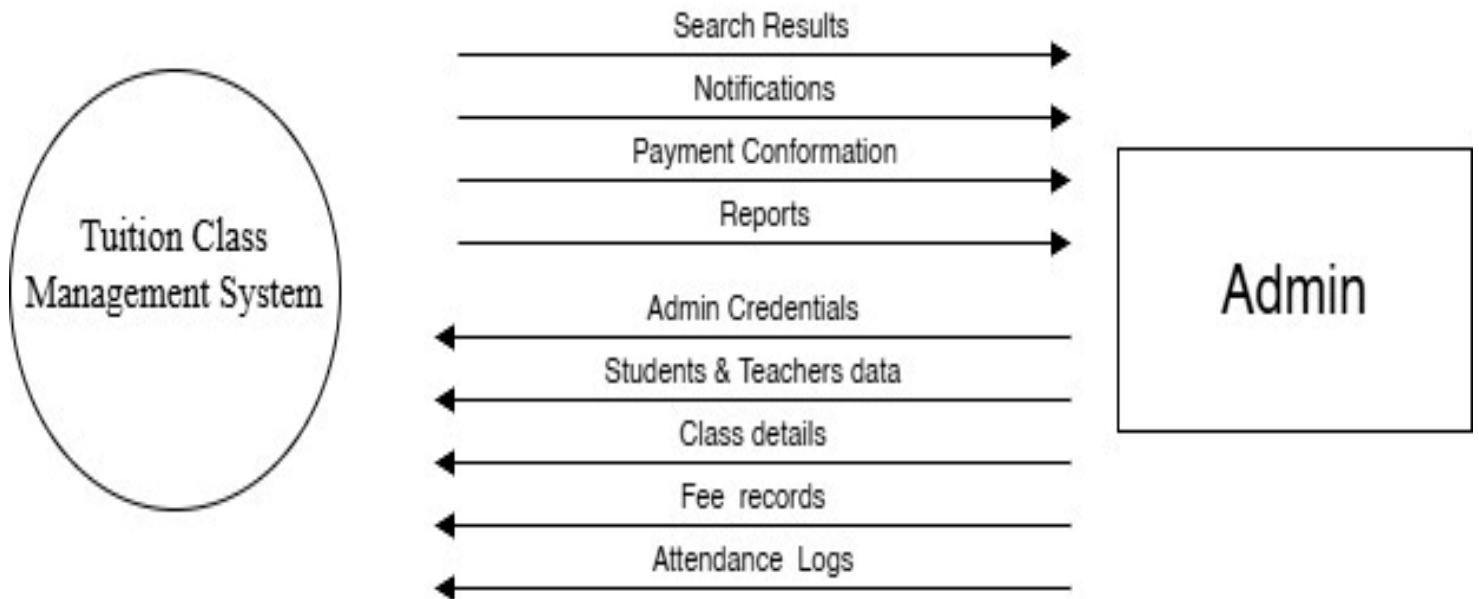 Search Results
Notifications
Payment Conformation
Reports
Tuition Class
Management System
Admin
Admin Credentials
Students & Teachers data
Class details
Fee records
Attendance Logs